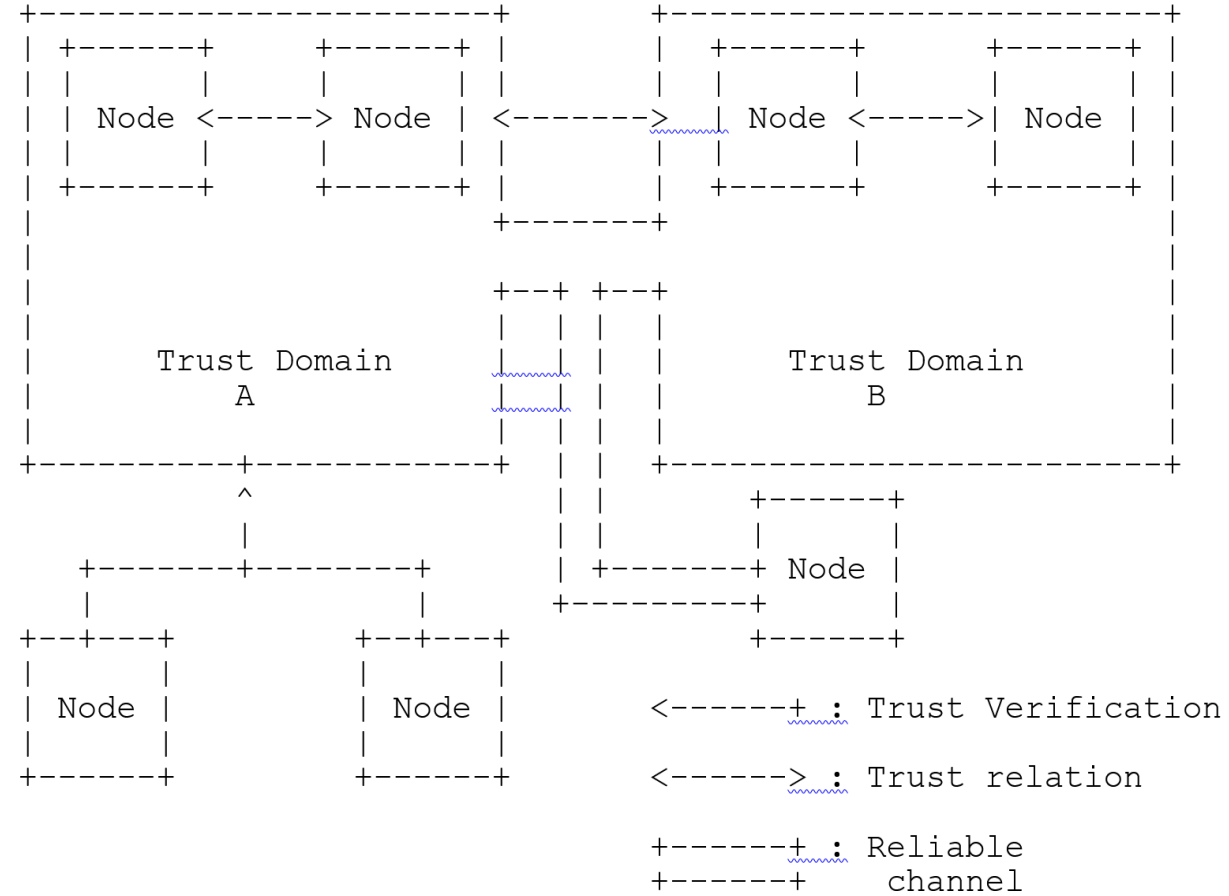 Node <-----> Node <-------> Node <-----> Node
Trust Domain
A
Trust Domain
B
Node
Node
Node
<------+ : Trust Verification
<------> : Trust relation
+------+ : Reliable
+------+ channel